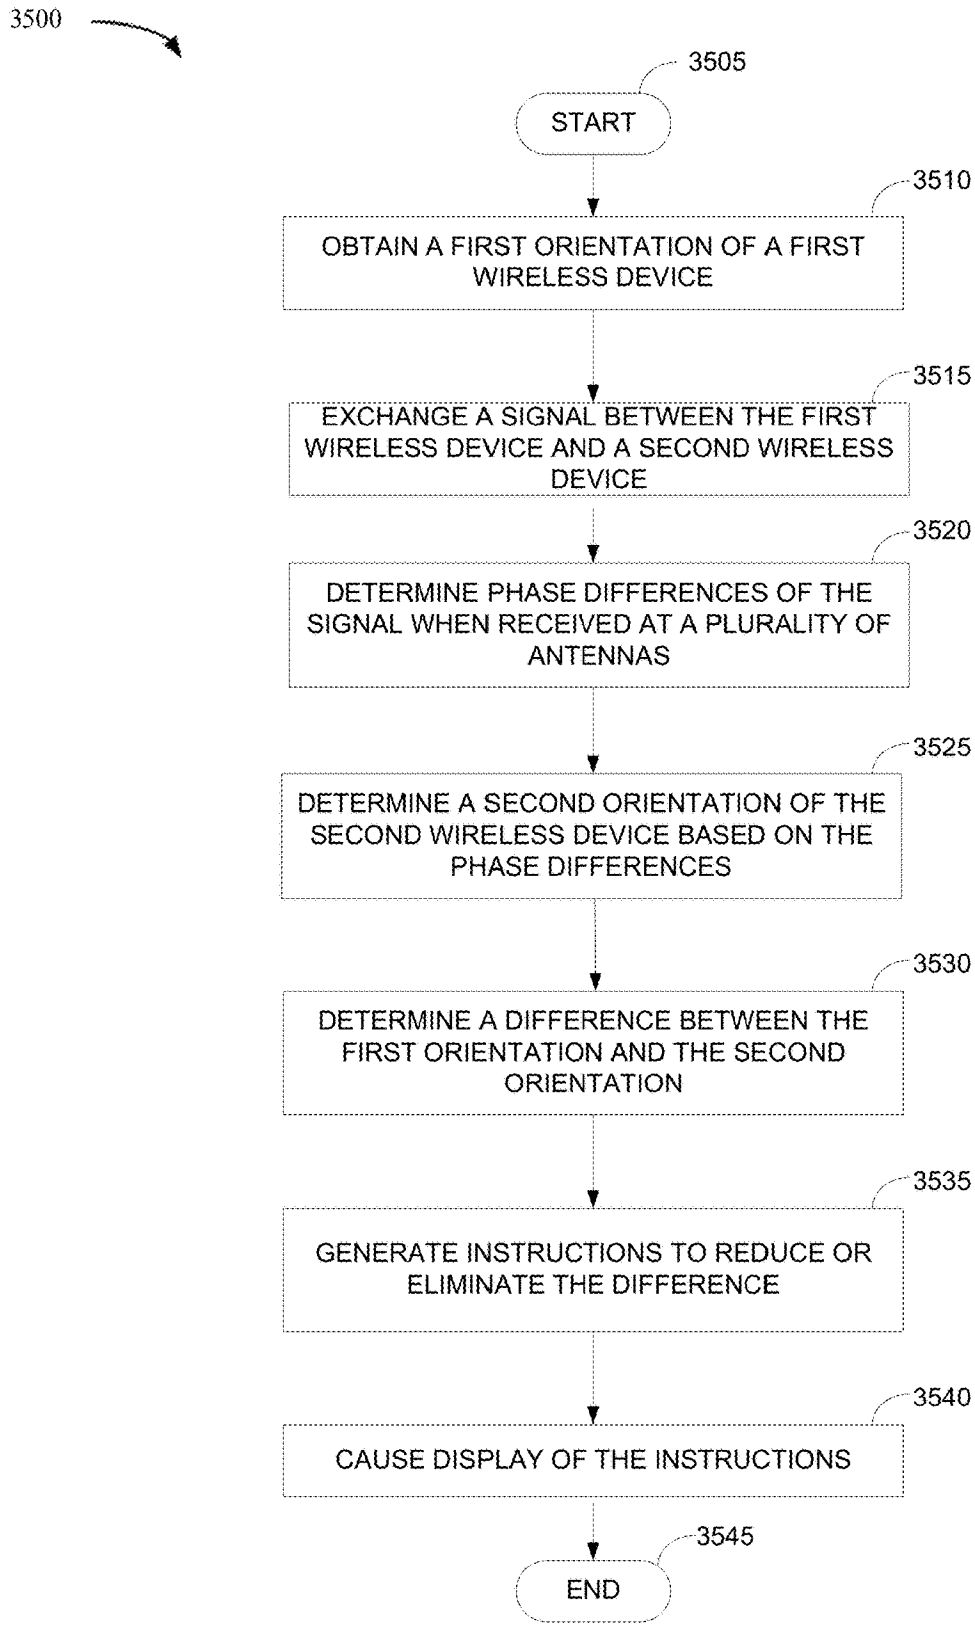 3500
3505
START
3510
OBTAIN A FIRST ORIENTATION OF A FIRST
WIRELESS DEVICE
3515
EXCHANGE A SIGNAL BETWEEN THE FIRST
WIRELESS DEVICE AND A SECOND WIRELESS
DEVICE
3520
DETERMINE PHASE DIFFERENCES OF THE
SIGNAL WHEN RECEIVED AT A PLURALITY OF
ANTENNAS
3525
DETERMINE A SECOND ORIENTATION OF THE
SECOND WIRELESS DEVICE BASED ON THE
PHASE DIFFERENCES
3530
DETERMINE A DIFFERENCE BETWEEN THE
FIRST ORIENTATION AND THE SECOND
ORIENTATION
3535
GENERATE INSTRUCTIONS TO REDUCE OR
ELIMINATE THE DIFFERENCE
3540
CAUSE DISPLAY OF THE INSTRUCTIONS
3545
END